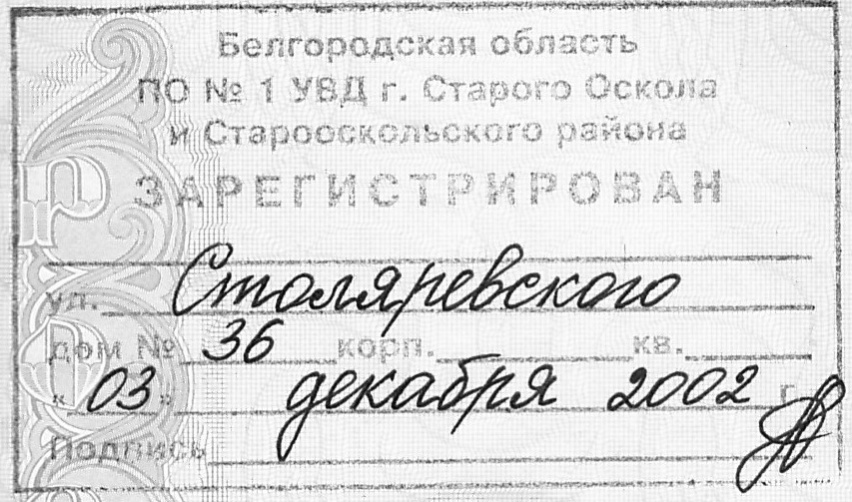 Белгородская область
ПО № 1 УВД г. Старого Оскола
и Старооскольского района
ЗАРЕГИСТРИРОВАН
ул. Столяревского
дом № 36 корп. кв.
«03» декабря 2002 г.
Подпись